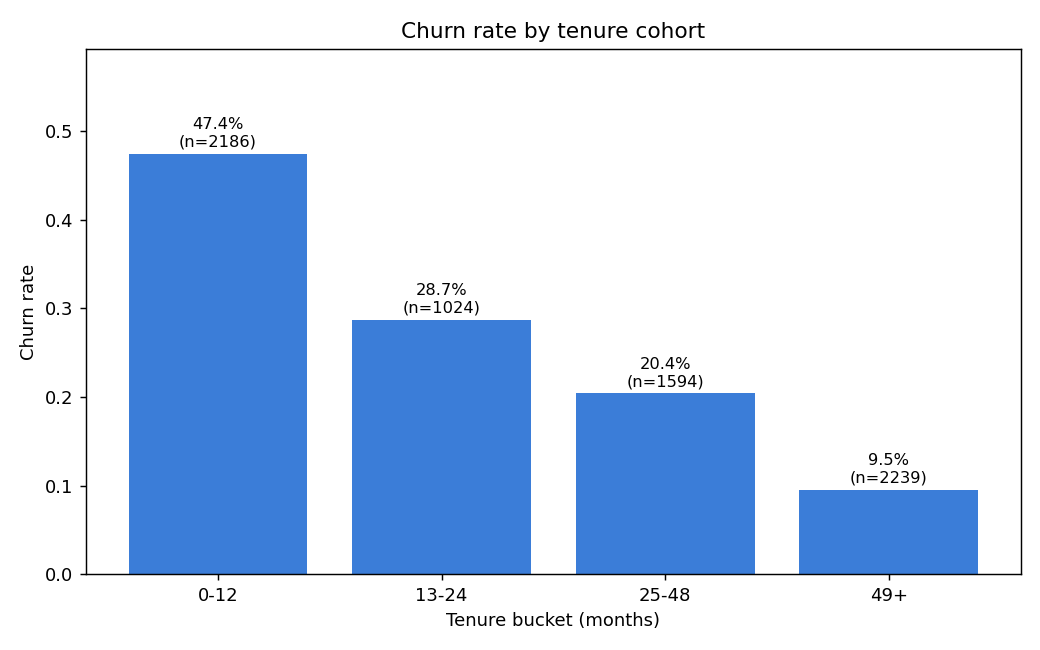 Churn rate by tenure cohort
Churn rate
0.5
0.4
0.3
0.2
0.1
0.0
47.4%
(n=2186)
28.7%
(n=1024)
20.4%
(n=1594)
9.5%
(n=2239)
0-12
13-24
25-48
49+
Tenure bucket (months)